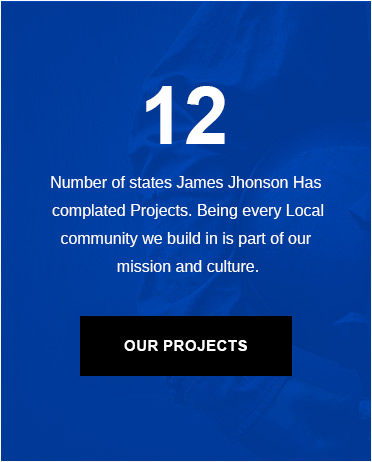 12
Number of states James Jhonson Has
complated Projects. Being every Local
community we build in is part of our
mission and culture.
OUR PROJECTS